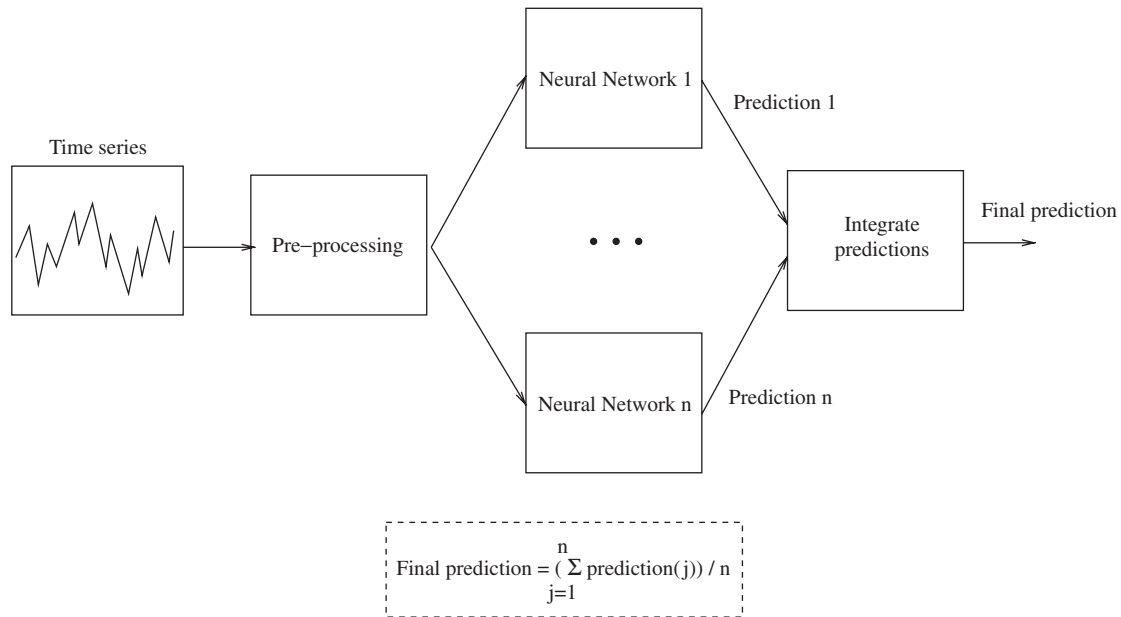 Neural Network 1
Prediction 1
Time series
Pre−processing
• • •
Integrate
predictions
Final prediction
Neural Network n
Prediction n
n
Final prediction = ( Σ prediction(j)) / n
j=1